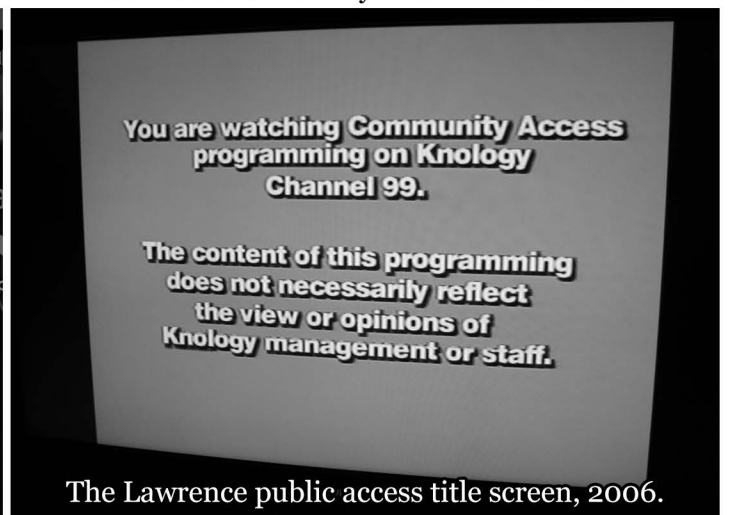 You are watching Community Access
programming on Knology
Channel 99.
The content of this programming
does not necessarily reflect
the view or opinions of
Knology management or staff.
The Lawrence public access title screen, 2006.